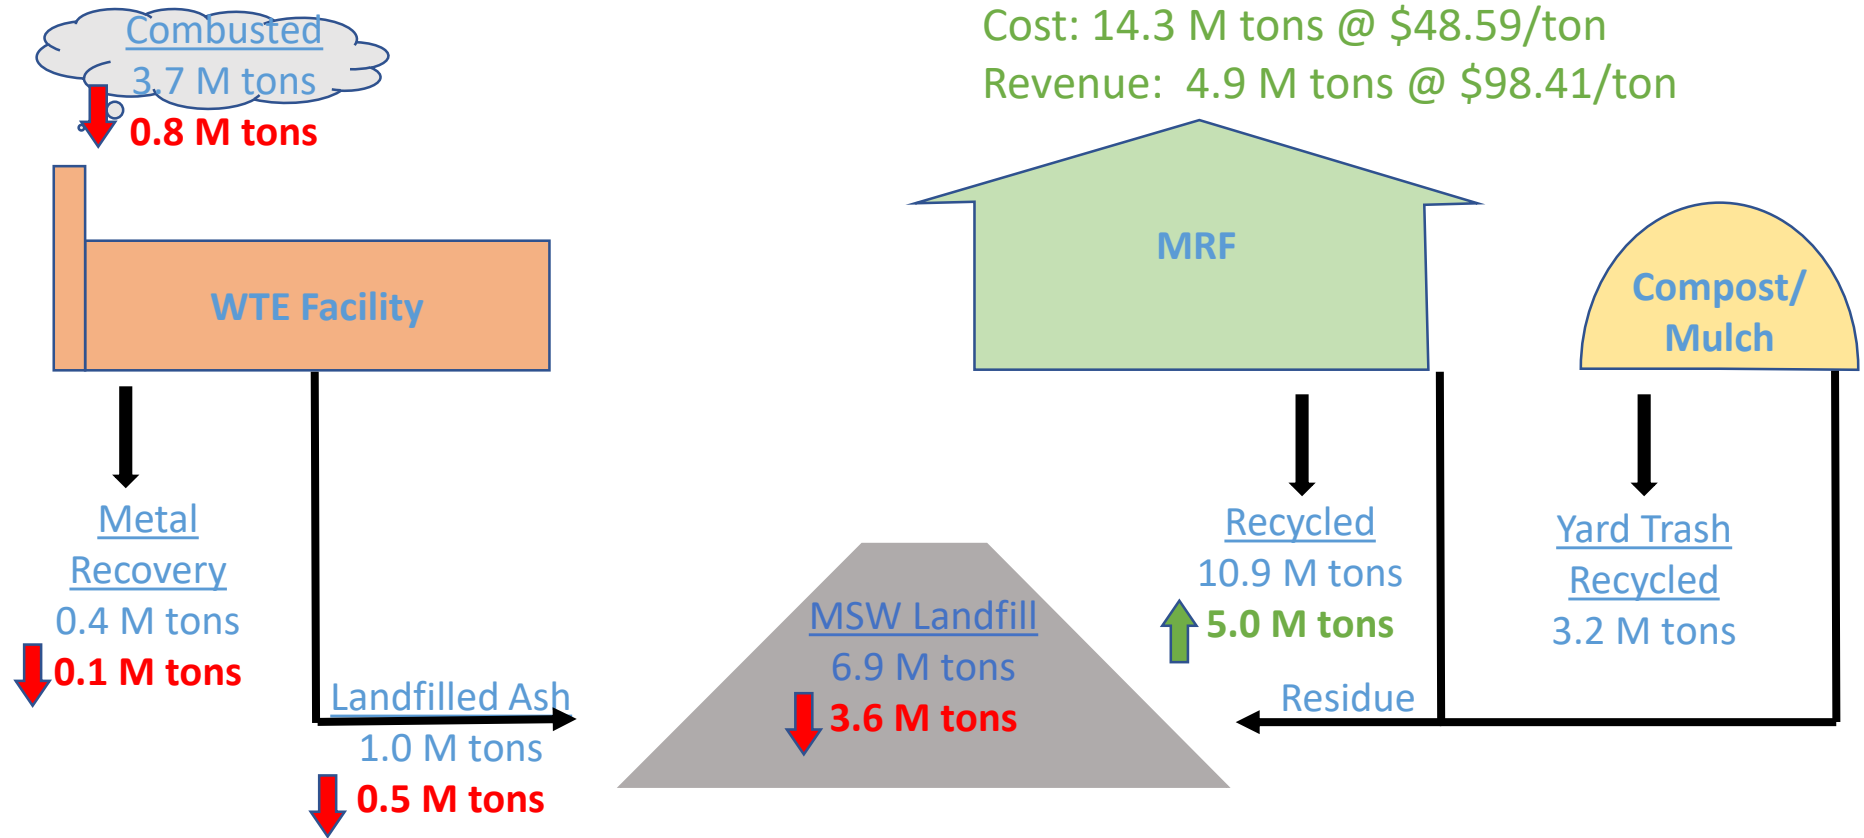 Combusted
3.7 M tons
0.8 M tons
Cost: 14.3 M tons @ $48.59/ton
Revenue: 4.9 M tons @ $98.41/ton
WTE Facility
MRF
Compost/
Mulch
Metal
Recovery
0.4 M tons
0.1 M tons
Landfilled Ash
1.0 M tons
0.5 M tons
MSW Landfill
6.9 M tons
3.6 M tons
Recycled
10.9 M tons
5.0 M tons
Residue
Yard Trash
Recycled
3.2 M tons